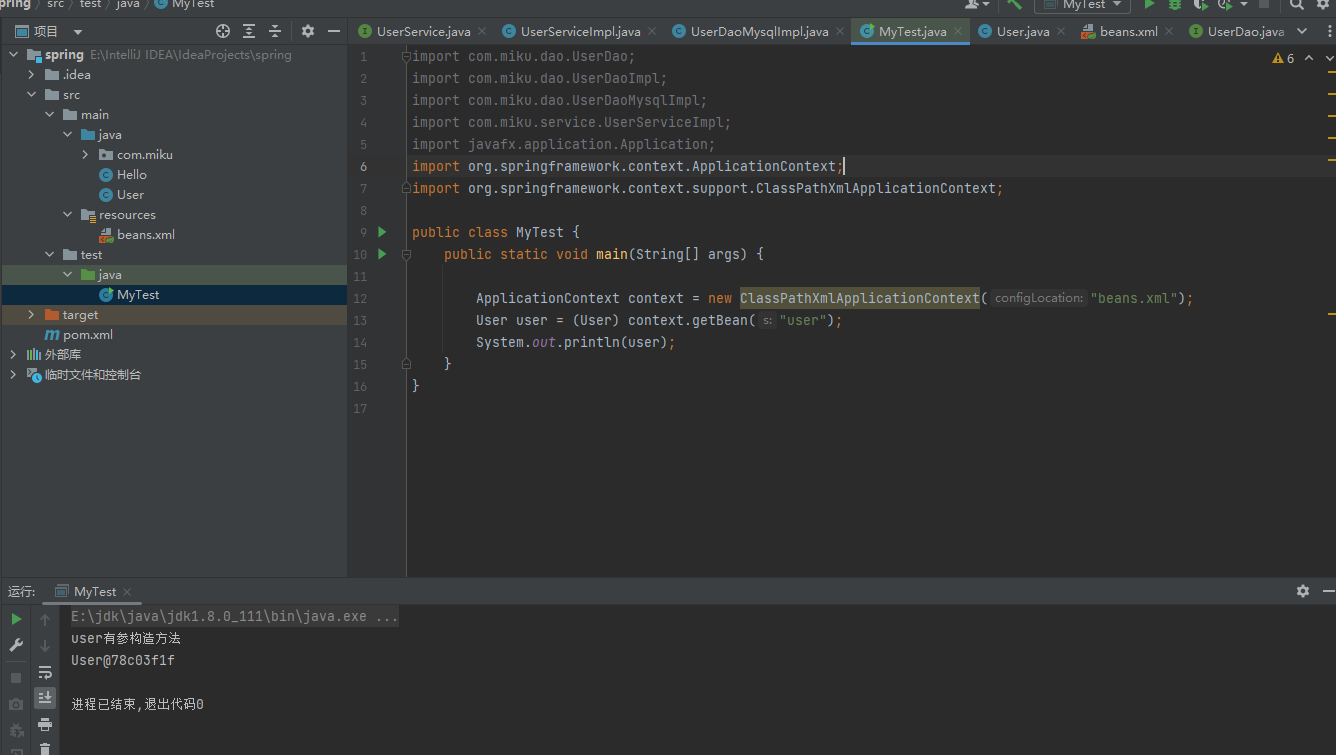 pring  src  test  java  MyTest
MyTest
项目
UserService.java  UserServiceImpl.java  UserDaoMysqlImpl.java  MyTest.java  User.java  beans.xml  UserDao.java
spring E:\IntelliJ IDEA\IdeaProjects\spring
.idea
src
main
java
com.miku
Hello
User
resources
beans.xml
test
java
MyTest
target
pom.xml
外部库
临时文件和控制台
6
1 import com.miku.dao.UserDao;
2 import com.miku.dao.UserDaoImpl;
3 import com.miku.dao.UserDaoMysqlImpl;
4 import com.miku.service.UserServiceImpl;
5 import javafx.application.Application;
6 import org.springframework.context.ApplicationContext;
7 import org.springframework.context.support.ClassPathXmlApplicationContext;
8
9 public class MyTest {
10 public static void main(String[] args) {
11
12 ApplicationContext context = new ClassPathXmlApplicationContext( configLocation: "beans.xml");
13 User user = (User) context.getBean( s: "user");
14 System.out.println(user);
15 }
16 }
17
运行: MyTest
E:\jdk\java\jdk1.8.0_111\bin\java.exe ...
user有参构造方法
User@78c03f1f
进程已结束,退出代码0